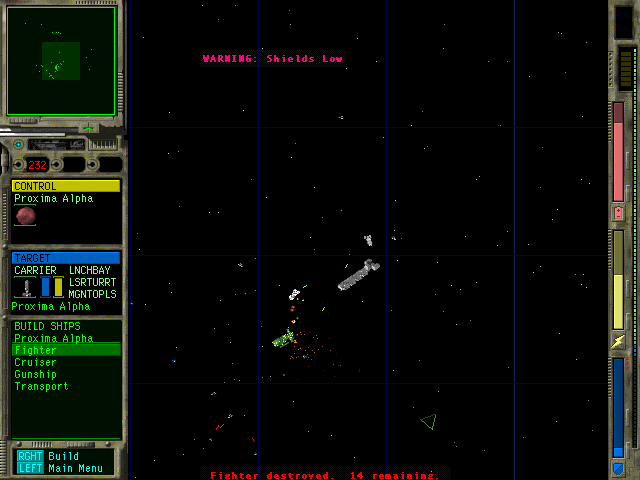 WARNING: Shields Low
232
CONTROL
Proxima Alpha
TARGET
CARRIER LNCHBAY
LSRTURRT
MGNTOPLS
Proxima Alpha
BUILD SHIPS
Proxima Alpha
Fighter
Cruiser
Gunship
Transport
RGHT Build
LEFT Main Menu
Fighter destroyed. 14 remaining.